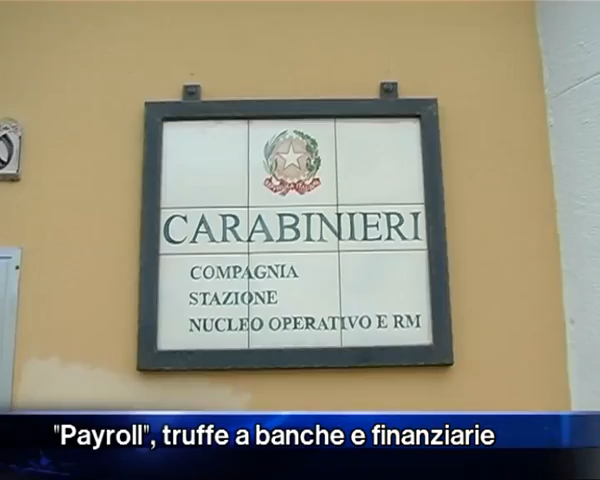 CARABINIERI
COMPAGNIA
STAZIONE
NUCLEO OPERATIVO E RM
"Payroll", truffe a banche e finanziarie